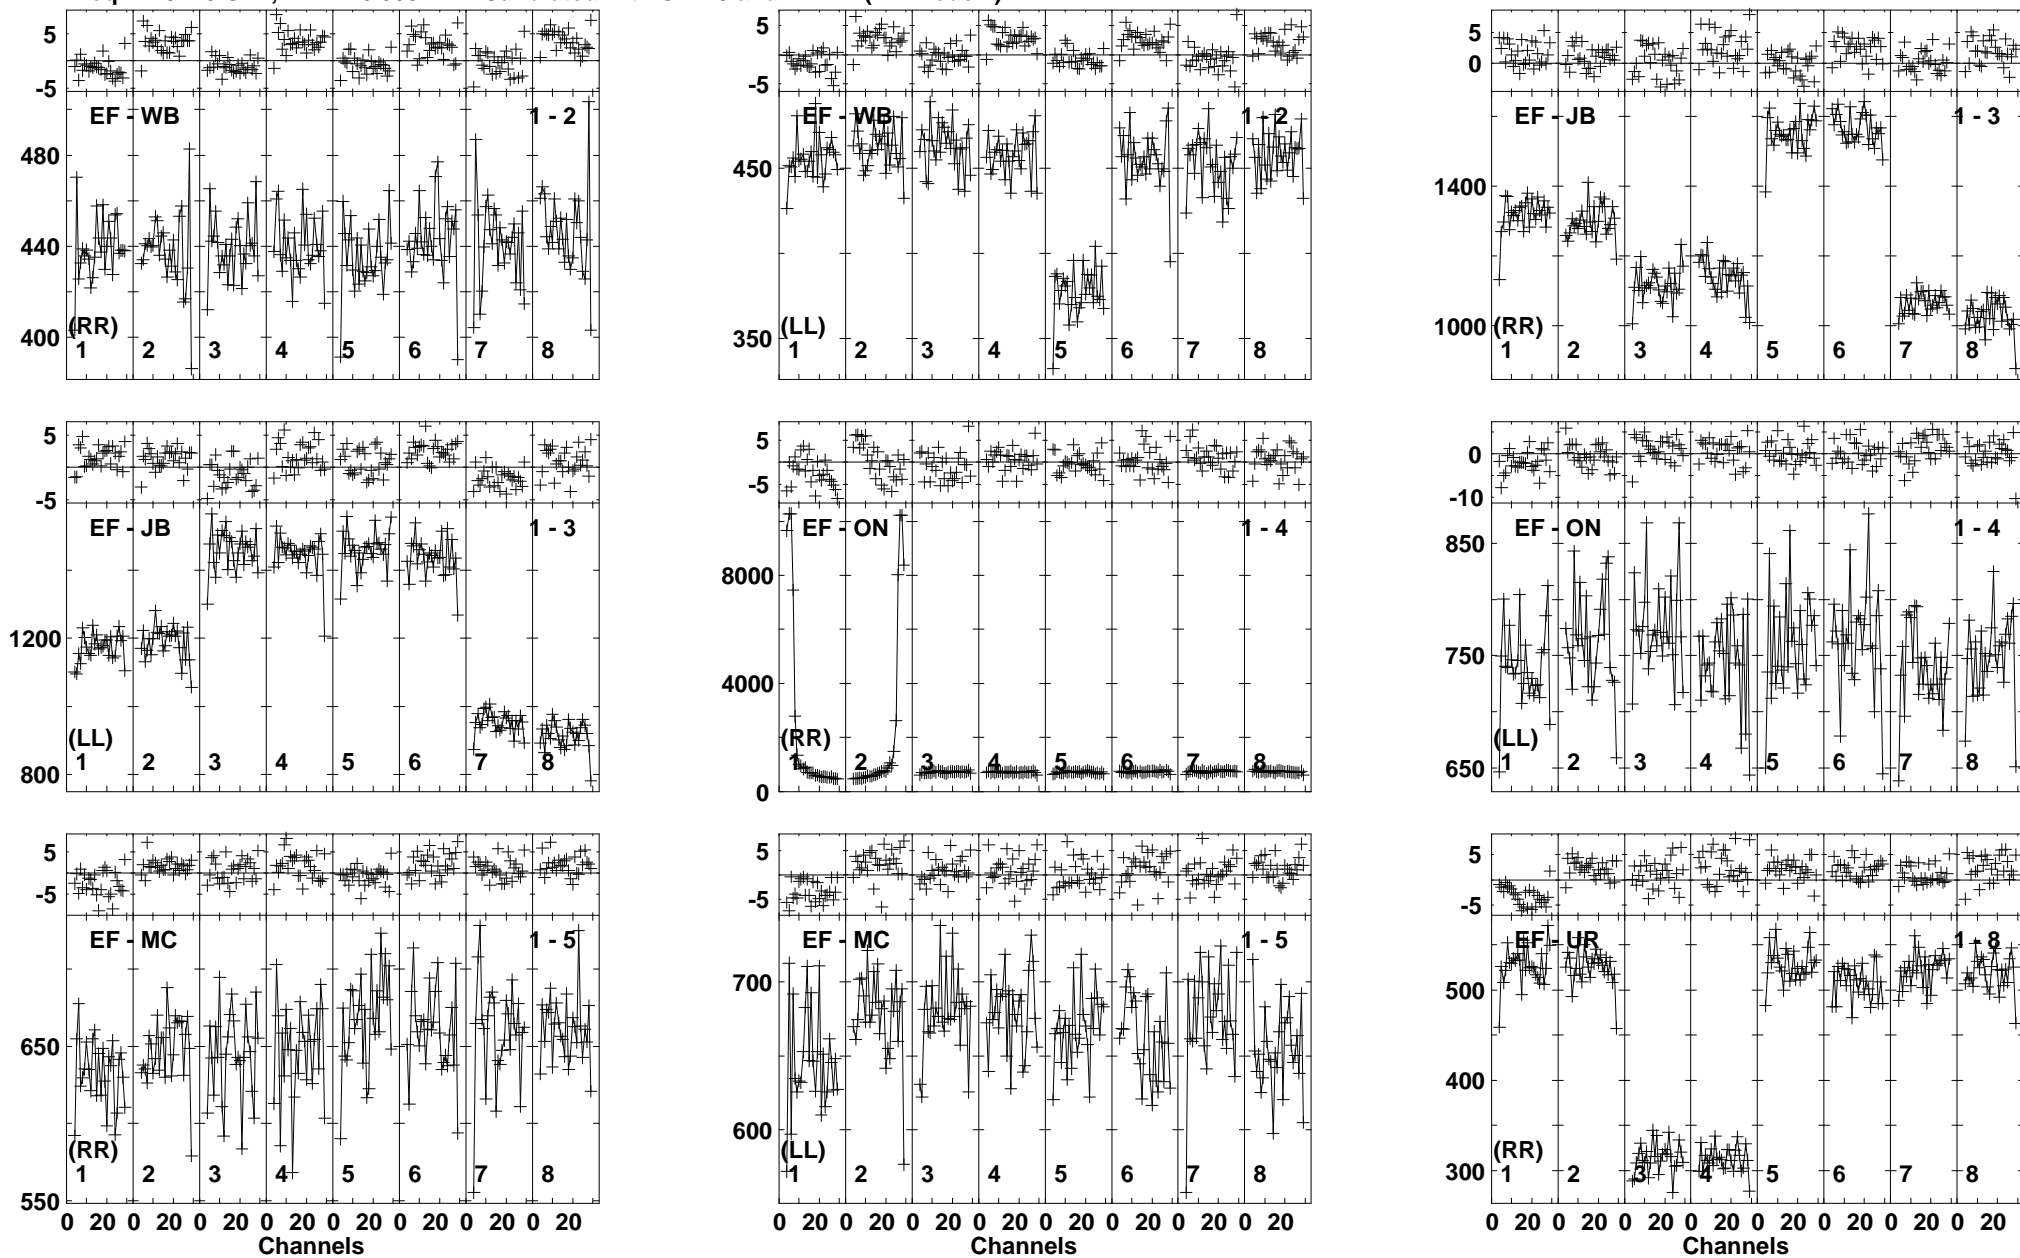 5
-5
EF - WB 1 - 2
480
440
400
(RR)
1 2 3 4 5 6 7 8
5
-5
EF - WB 1 - 2
450
350
(LL)
1 2 3 4 5 6 7 8
5
0
EF - JB 1 - 3
1400
1000
(RR)
1 2 3 4 5 6 7 8
5
-5
EF - JB 1 - 3
1200
800
(LL)
1 2 3 4 5 6 7 8
5
-5
EF - ON 1 - 4
8000
4000
0
(RR)
1 2 3 4 5 6 7 8
0
-10
EF - ON 1 - 4
850
750
650
(LL)
1 2 3 4 5 6 7 8
5
-5
EF - MC 1 - 5
650
550
(RR)
1 2 3 4 5 6 7 8
0 20 0 20 0 20 0 20 0 20 0 20 0 20 0 20
Channels
5
-5
EF - MC 1 - 5
700
600
(LL)
1 2 3 4 5 6 7 8
0 20 0 20 0 20 0 20 0 20 0 20 0 20 0 20
Channels
5
-5
EF - UR 1 - 8
500
400
300
(RR)
1 2 3 4 5 6 7 8
0 20 0 20 0 20 0 20 0 20 0 20 0 20 0 20
Channels